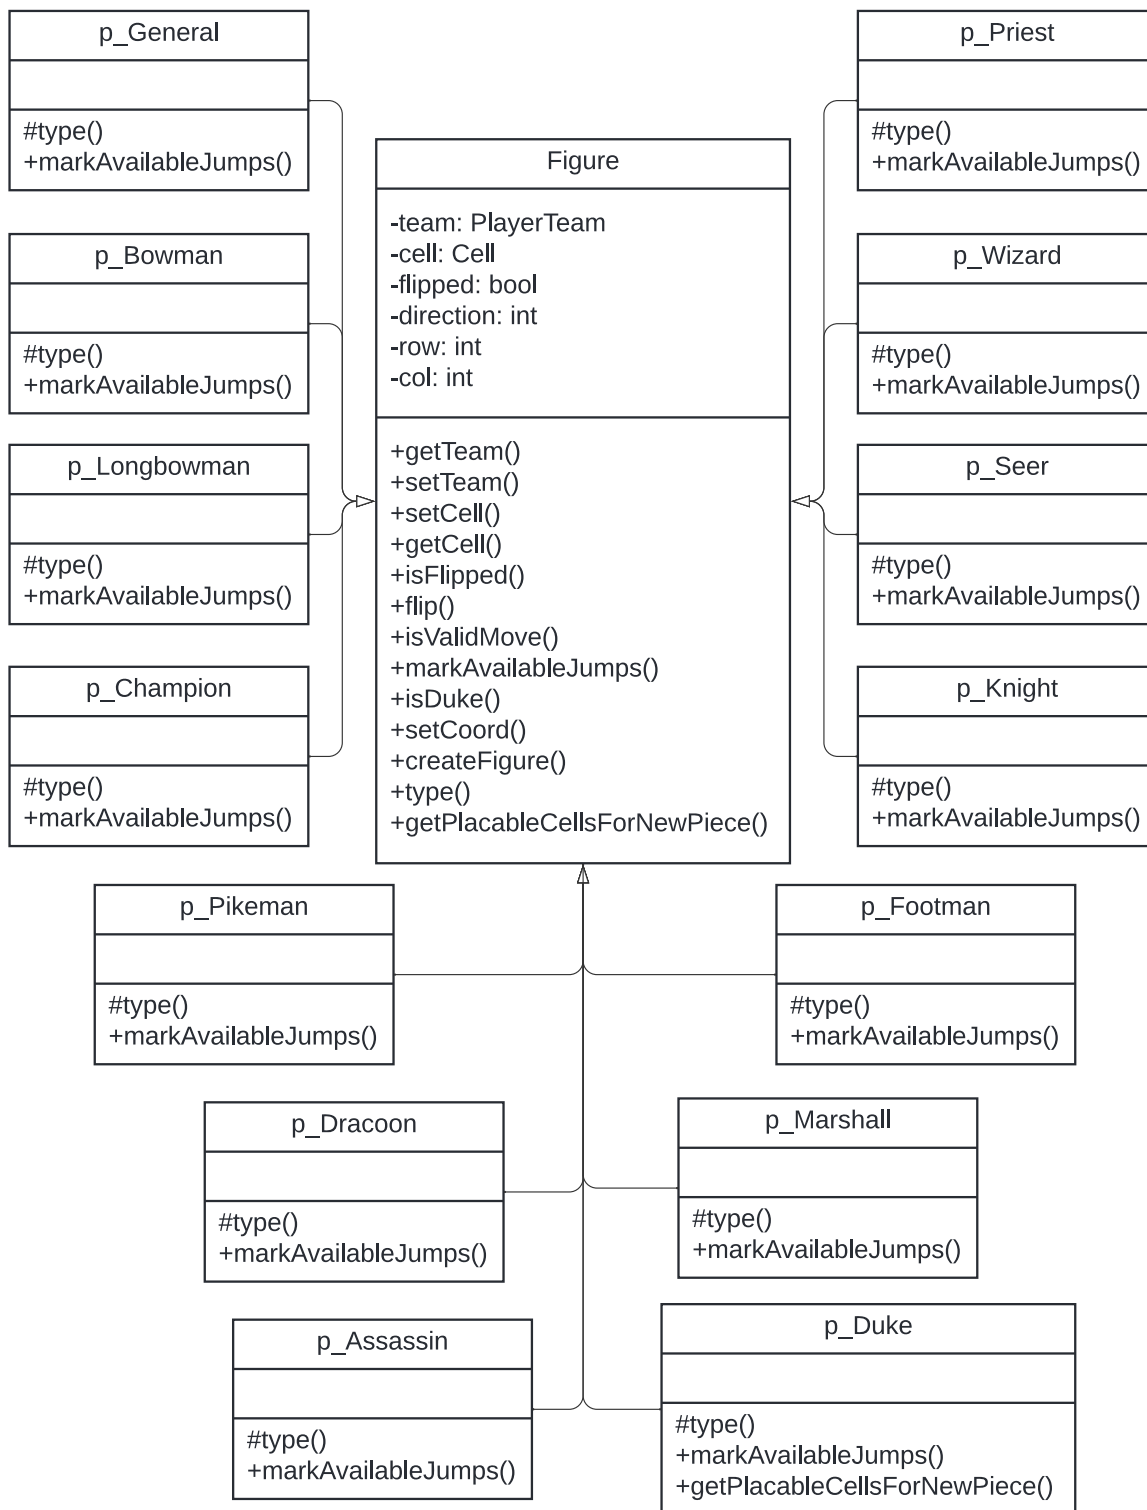 p_General
#type()
+markAvailableJumps()
p_Priest
#type()
+markAvailableJumps()
Figure
-team: PlayerTeam
-cell: Cell
-flipped: bool
-direction: int
-row: int
-col: int
+getTeam()
+setTeam()
+setCell()
+getCell()
+isFlipped()
+flip()
+isValidMove()
+markAvailableJumps()
+isDuke()
+setCoord()
+createFigure()
+type()
+getPlacableCellsForNewPiece()
p_Bowman
#type()
+markAvailableJumps()
p_Wizard
#type()
+markAvailableJumps()
p_Longbowman
#type()
+markAvailableJumps()
p_Seer
#type()
+markAvailableJumps()
p_Champion
#type()
+markAvailableJumps()
p_Knight
#type()
+markAvailableJumps()
p_Pikeman
#type()
+markAvailableJumps()
p_Footman
#type()
+markAvailableJumps()
p_Dracoon
#type()
+markAvailableJumps()
p_Marshall
#type()
+markAvailableJumps()
p_Assassin
#type()
+markAvailableJumps()
p_Duke
#type()
+markAvailableJumps()
+getPlacableCellsForNewPiece()